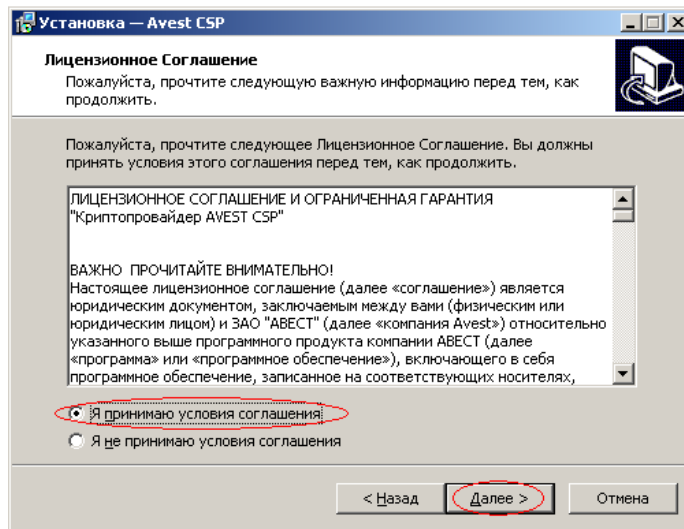 Установка — Avest CSP
Лицензионное Соглашение
Пожалуйста, прочтите следующую важную информацию перед тем, как
продолжить.
Пожалуйста, прочтите следующее Лицензионное Соглашение. Вы должны
принять условия этого соглашения перед тем, как продолжить.
ЛИЦЕНЗИОННОЕ СОГЛАШЕНИЕ И ОГРАНИЧЕННАЯ ГАРАНТИЯ
"Криптопровайдер AVEST CSP"
ВАЖНО  ПРОЧИТАЙТЕ ВНИМАТЕЛЬНО!
Настоящее лицензионное соглашение (далее «соглашение») является
юридическим документом, заключаемым между вами (физическим или
юридическим лицом) и ЗАО "АВЕСТ" (далее «компания Avest») относительно
указанного выше программного продукта компании АВЕСТ (далее
«программа» или «программное обеспечение»), включающего в себя
программное обеспечение, записанное на соответствующих носителях,
Я принимаю условия соглашения
Я не принимаю условия соглашения
< Назад
Далее >
Отмена